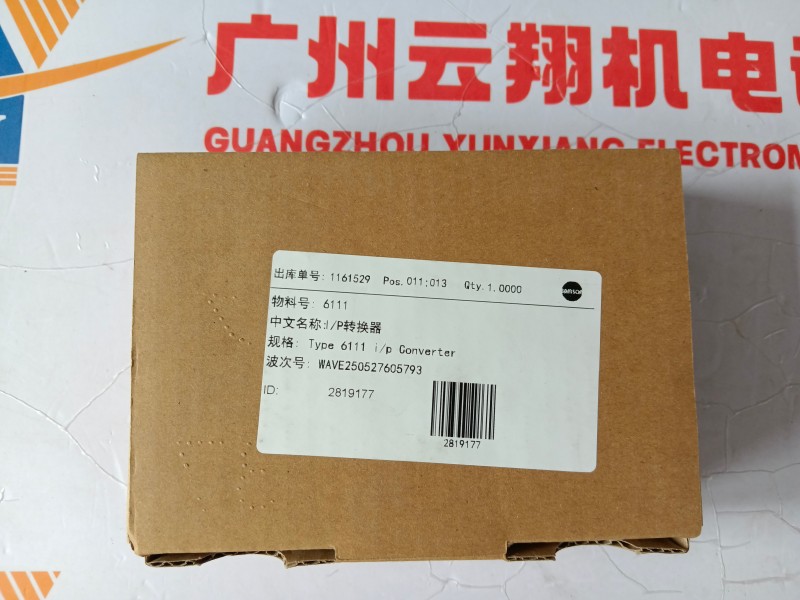 广州云翔机电
GUANGZHOU YUNXIANG ELECTROM
出库单号: 1161529 Pos. 011:013 Qty. 1.0000
SAMSON
物料号: 6111
中文名称:I/P转换器
规格: Type 6111 i/p Converter
波次号: WAVE250527605793
ID: 2819177
2819177